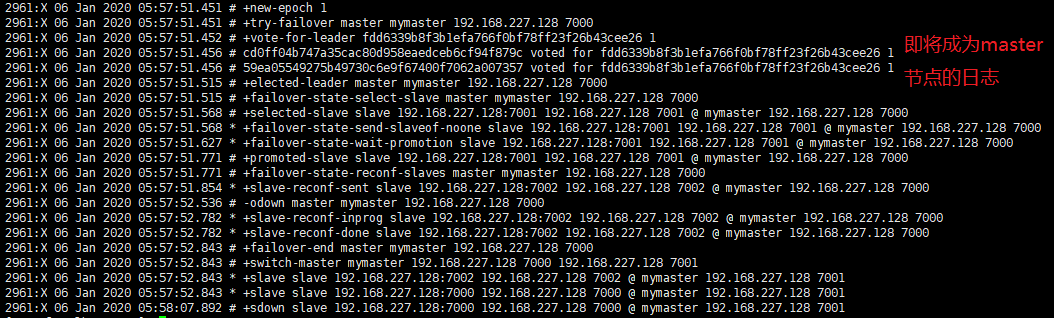 2961:X 06 Jan 2020 05:57:51.451 # +new-epoch 1
2961:X 06 Jan 2020 05:57:51.451 # +try-failover master mymaster 192.168.227.128 7000
2961:X 06 Jan 2020 05:57:51.452 # +vote-for-leader fdd6339b8f3b1efa766f0bf78ff23f26b43cee26 1
2961:X 06 Jan 2020 05:57:51.456 # cd0ff04b747a35cac80d958eaedceb6cf94f879c voted for fdd6339b8f3b1efa766f0bf78ff23f26b43cee26 1
2961:X 06 Jan 2020 05:57:51.456 # 59ea05549275b49730c6e9f67400f7062a007357 voted for fdd6339b8f3b1efa766f0bf78ff23f26b43cee26 1
2961:X 06 Jan 2020 05:57:51.515 # +elected-leader master mymaster 192.168.227.128 7000
2961:X 06 Jan 2020 05:57:51.515 # +failover-state-select-slave master mymaster 192.168.227.128 7000
2961:X 06 Jan 2020 05:57:51.568 # +selected-slave slave 192.168.227.128:7001 192.168.227.128 7001 @ mymaster 192.168.227.128 7000
2961:X 06 Jan 2020 05:57:51.568 * +failover-state-send-slaveof-noone slave 192.168.227.128:7001 192.168.227.128 7001 @ mymaster 192.168.227.128 7000
2961:X 06 Jan 2020 05:57:51.627 * +failover-state-wait-promotion slave 192.168.227.128:7001 192.168.227.128 7001 @ mymaster 192.168.227.128 7000
2961:X 06 Jan 2020 05:57:51.771 # +promoted-slave slave 192.168.227.128:7001 192.168.227.128 7001 @ mymaster 192.168.227.128 7000
2961:X 06 Jan 2020 05:57:51.771 # +failover-state-reconf-slaves master mymaster 192.168.227.128 7000
2961:X 06 Jan 2020 05:57:51.854 * +slave-reconf-sent slave 192.168.227.128:7002 192.168.227.128 7002 @ mymaster 192.168.227.128 7000
2961:X 06 Jan 2020 05:57:52.536 # -odown master mymaster 192.168.227.128 7000
2961:X 06 Jan 2020 05:57:52.782 * +slave-reconf-inprog slave 192.168.227.128:7002 192.168.227.128 7002 @ mymaster 192.168.227.128 7000
2961:X 06 Jan 2020 05:57:52.782 * +slave-reconf-done slave 192.168.227.128:7002 192.168.227.128 7002 @ mymaster 192.168.227.128 7000
2961:X 06 Jan 2020 05:57:52.843 # +failover-end master mymaster 192.168.227.128 7000
2961:X 06 Jan 2020 05:57:52.843 # +switch-master mymaster 192.168.227.128 7000 192.168.227.128 7001
2961:X 06 Jan 2020 05:57:52.843 * +slave slave 192.168.227.128:7002 192.168.227.128 7002 @ mymaster 192.168.227.128 7001
2961:X 06 Jan 2020 05:57:52.843 * +slave slave 192.168.227.128:7000 192.168.227.128 7000 @ mymaster 192.168.227.128 7001
2961:X 06 Jan 2020 05:58:07.892 # +sdown slave 192.168.227.128:7000 192.168.227.128 7000 @ mymaster 192.168.227.128 7001
即将成为master
节点的日志